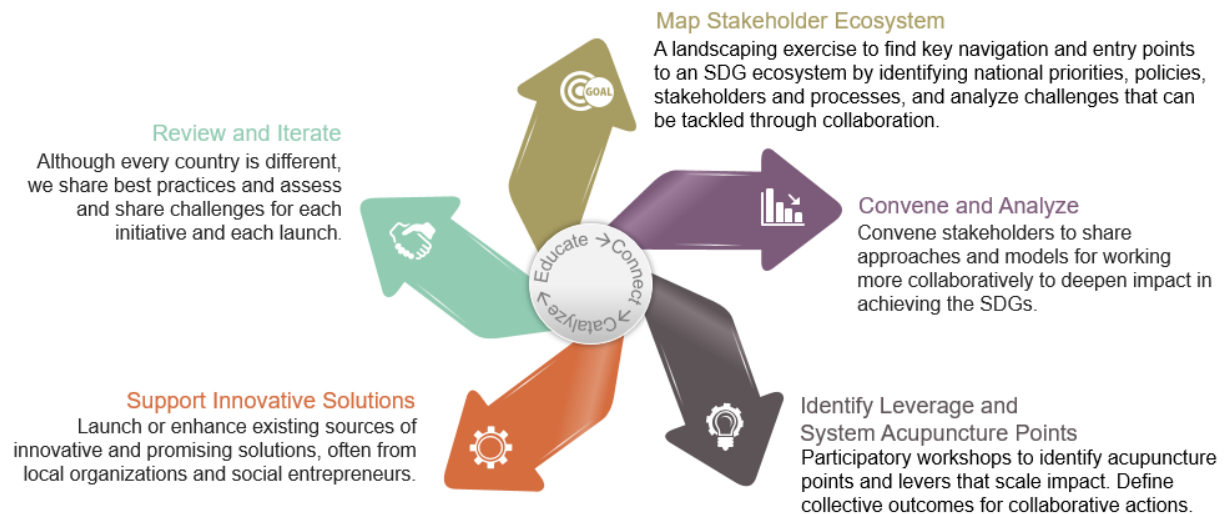 Map Stakeholder Ecosystem
A landscaping exercise to find key navigation and entry points
to an SDG ecosystem by identifying national priorities, policies,
stakeholders and processes, and analyze challenges that can
be tackled through collaboration.
GOAL
Convene and Analyze
Convene stakeholders to share
approaches and models for working
more collaboratively to deepen impact in
achieving the SDGs.
Identify Leverage and
System Acupuncture Points
Participatory workshops to identify acupuncture
points and levers that scale impact. Define
collective outcomes for collaborative actions.
Support Innovative Solutions
Launch or enhance existing sources of
innovative and promising solutions, often from
local organizations and social entrepreneurs.
Review and Iterate
Although every country is different,
we share best practices and assess
and share challenges for each
initiative and each launch.
Educate → Connect → Catalyze →